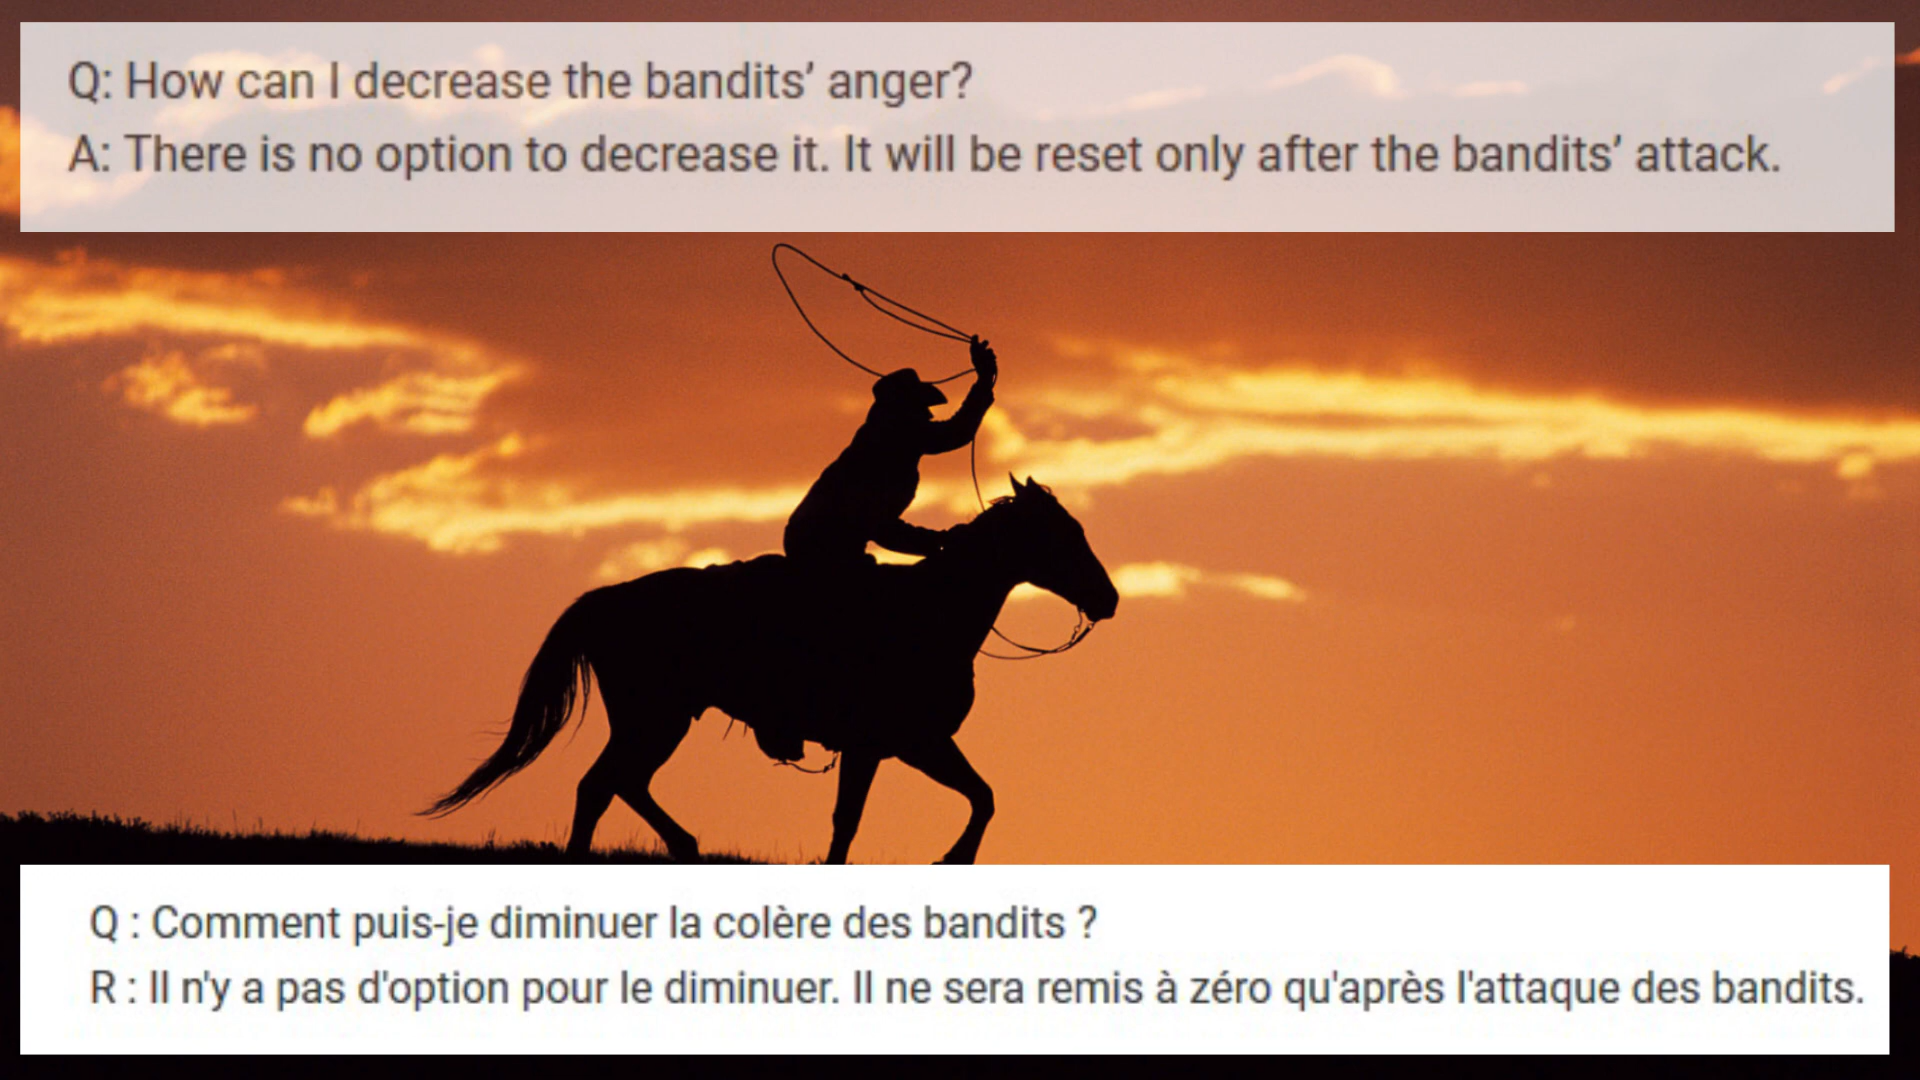 Q: How can I decrease the bandits’ anger?
A: There is no option to decrease it. It will be reset only after the bandits’ attack.
Q : Comment puis-je diminuer la colère des bandits ?
R : Il n'y a pas d'option pour le diminuer. Il ne sera remis à zéro qu'après l'attaque des bandits.